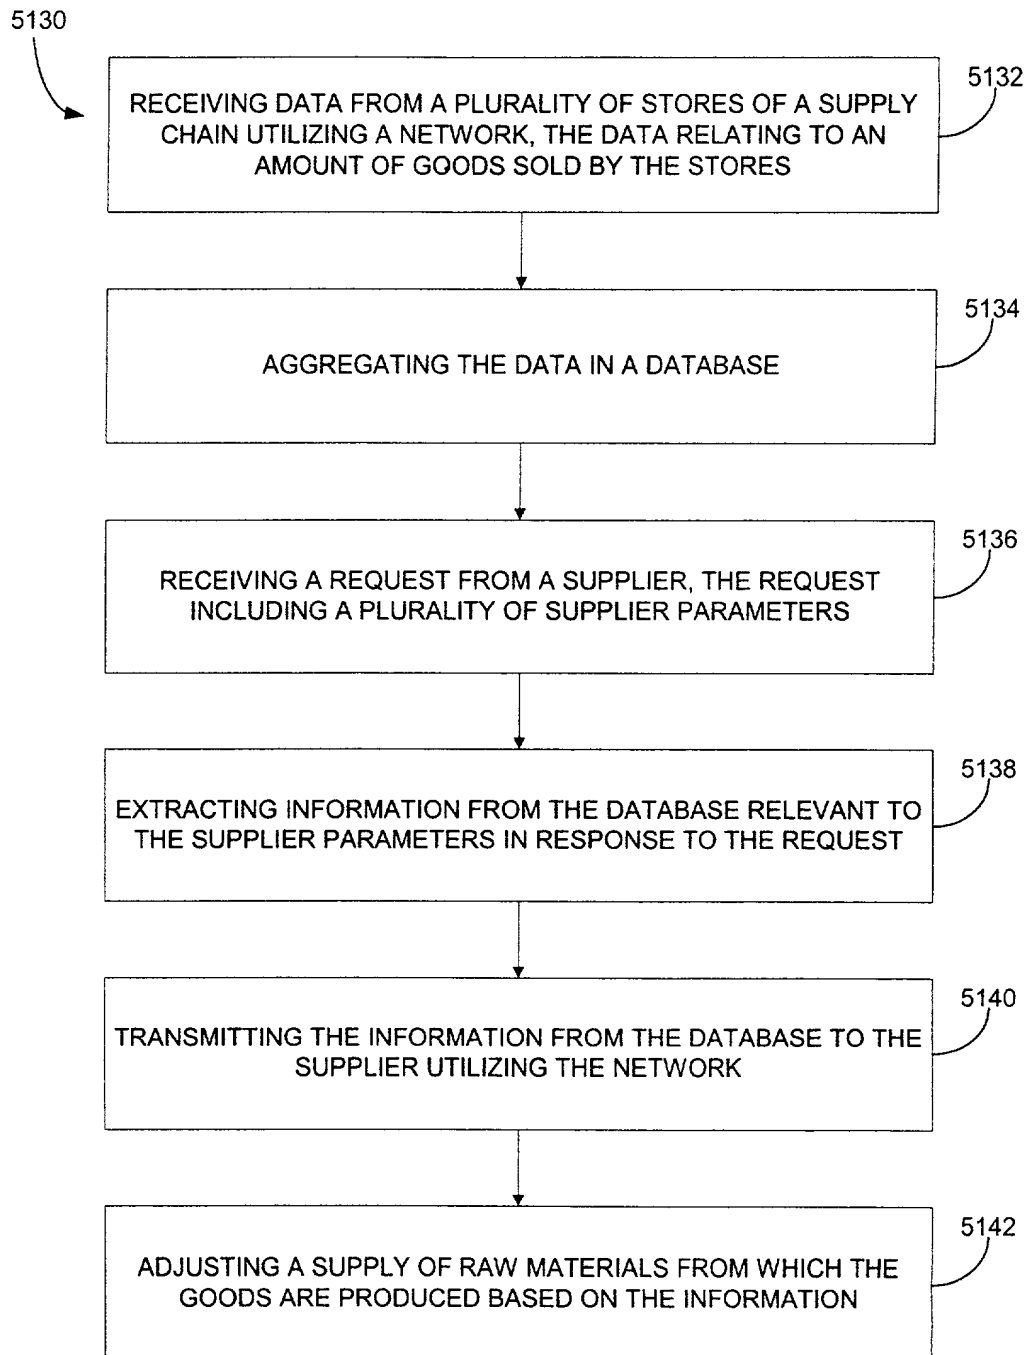 5130
RECEIVING DATA FROM A PLURALITY OF STORES OF A SUPPLY
CHAIN UTILIZING A NETWORK, THE DATA RELATING TO AN
AMOUNT OF GOODS SOLD BY THE STORES
5132
AGGREGATING THE DATA IN A DATABASE
5134
RECEIVING A REQUEST FROM A SUPPLIER, THE REQUEST
INCLUDING A PLURALITY OF SUPPLIER PARAMETERS
5136
EXTRACTING INFORMATION FROM THE DATABASE RELEVANT TO
THE SUPPLIER PARAMETERS IN RESPONSE TO THE REQUEST
5138
TRANSMITTING THE INFORMATION FROM THE DATABASE TO THE
SUPPLIER UTILIZING THE NETWORK
5140
ADJUSTING A SUPPLY OF RAW MATERIALS FROM WHICH THE
GOODS ARE PRODUCED BASED ON THE INFORMATION
5142